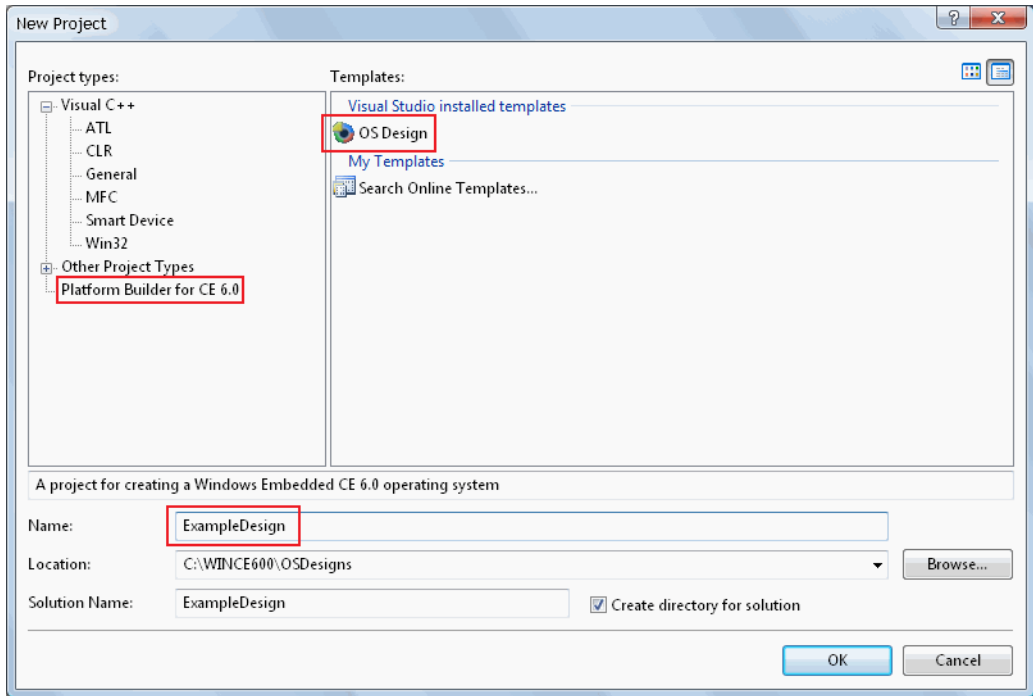 New Project
Project types:
Templates:
Visual C++
ATL
CLR
General
MFC
Smart Device
Win32
Other Project Types
Platform Builder for CE 6.0
Visual Studio installed templates
OS Design
My Templates
Search Online Templates...
A project for creating a Windows Embedded CE 6.0 operating system
Name:
ExampleDesign
Location:
C:\WINCE600\OSDesigns
Browse...
Solution Name:
ExampleDesign
Create directory for solution
OK
Cancel